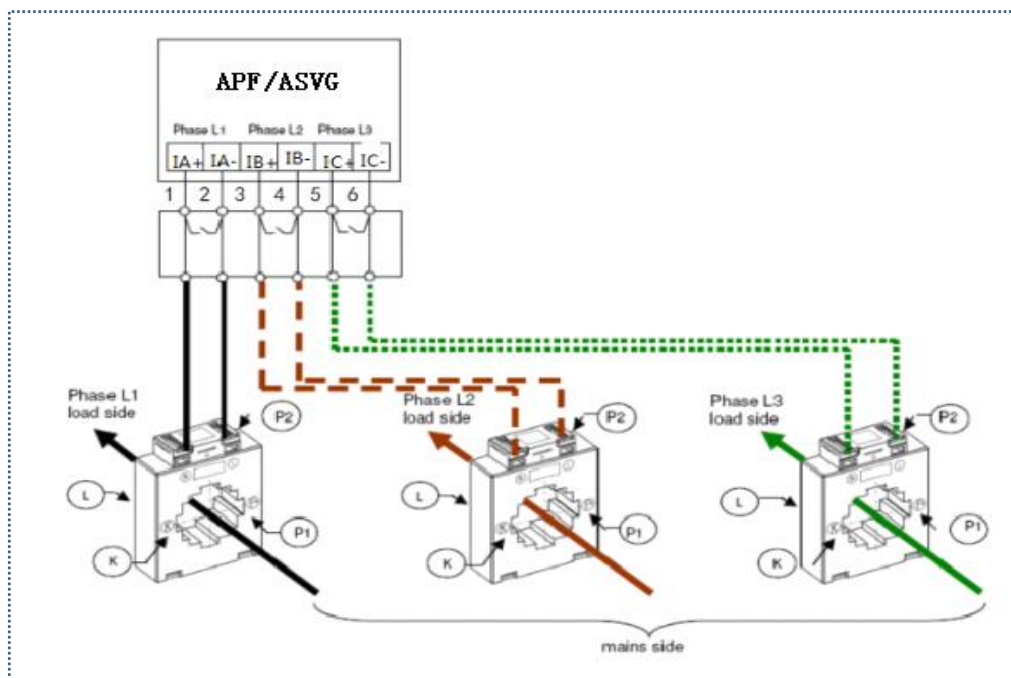 APF/ASVG
Phase L1 Phase L2 Phase L3
IA+ IA- IB+ IB- IC+ IC-
1 2 3 4 5 6
Phase L1
load side
P2
L
K
P1
Phase L2
load side
P2
L
K
P1
Phase L3
load side
P2
L
K
P1
mains side